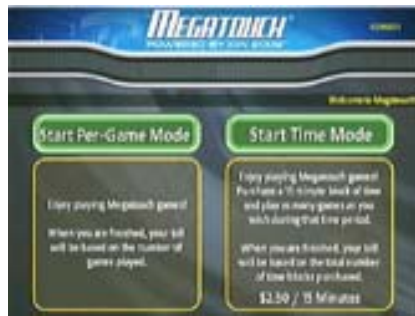 MEGATOUCH
POWERED BY
Welcome to Megatouch
Start Per-Game Mode
Enjoy playing Megatouch games!
When you are finished, your bill
will be based on the number of
games played.
Start Time Mode
Enjoy playing Megatouch games!
Purchase a 15 minute block of time
and play as many games as you
wish during that time period.
When you are finished, your bill
will be based on the total number
of time blocks purchased.
$2.50 / 15 Minutes